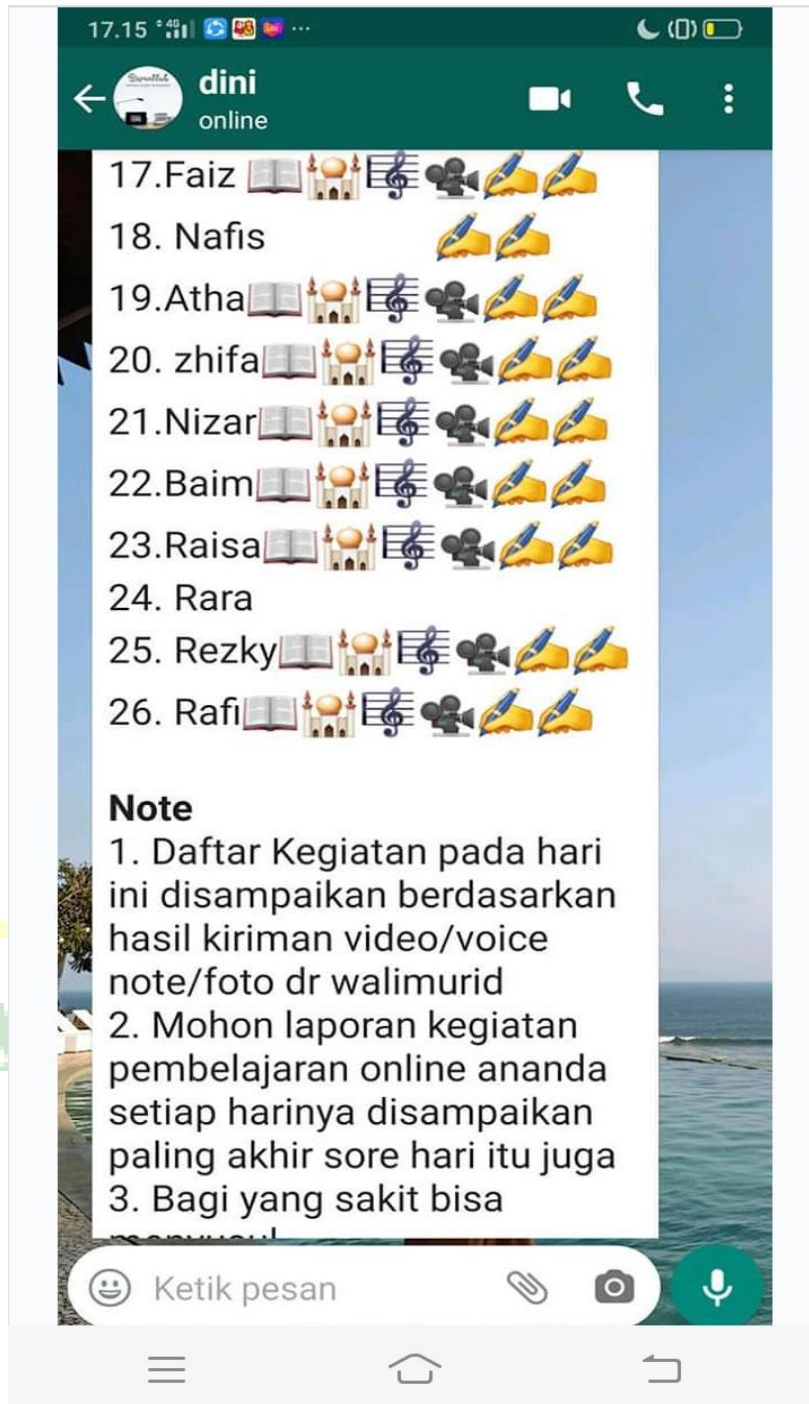 17.15
dini
online
17.Faiz 📖🕌🎼🎥✍✍
18. Nafis ✍✍
19.Atha📖🕌🎼🎥✍✍
20. zhifa📖🕌🎼🎥✍✍
21.Nizar📖🕌🎼🎥✍✍
22.Baim📖🕌🎼🎥✍✍
23.Raisa📖🕌🎼🎥✍✍
24. Rara
25. Rezky📖🕌🎼🎥✍✍
26. Rafi📖🕌🎼🎥✍✍
Note
1. Daftar Kegiatan pada hari
ini disampaikan berdasarkan
hasil kiriman video/voice
note/foto dr walimurid
2. Mohon laporan kegiatan
pembelajaran online ananda
setiap harinya disampaikan
paling akhir sore hari itu juga
3. Bagi yang sakit bisa
Ketik pesan